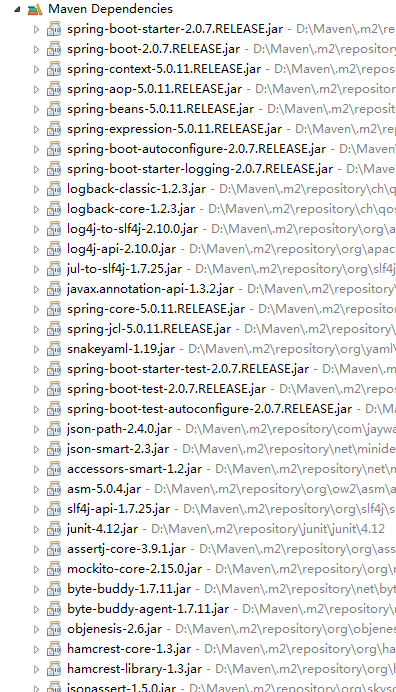 Maven Dependencies
spring-boot-starter-2.0.7.RELEASE.jar - D:\Maven\.m2\re
spring-boot-2.0.7.RELEASE.jar - D:\Maven\.m2\repository
spring-context-5.0.11.RELEASE.jar - D:\Maven\.m2\repos
spring-aop-5.0.11.RELEASE.jar - D:\Maven\.m2\repositor
spring-beans-5.0.11.RELEASE.jar - D:\Maven\.m2\reposit
spring-expression-5.0.11.RELEASE.jar - D:\Maven\.m2\rep
spring-boot-autoconfigure-2.0.7.RELEASE.jar - D:\Maven\
spring-boot-starter-logging-2.0.7.RELEASE.jar - D:\Mave
logback-classic-1.2.3.jar - D:\Maven\.m2\repository\ch\q
logback-core-1.2.3.jar - D:\Maven\.m2\repository\ch\qos
log4j-to-slf4j-2.10.0.jar - D:\Maven\.m2\repository\org\a
log4j-api-2.10.0.jar - D:\Maven\.m2\repository\org\apac
jul-to-slf4j-1.7.25.jar - D:\Maven\.m2\repository\org\slf4
javax.annotation-api-1.3.2.jar - D:\Maven\.m2\repositor
spring-core-5.0.11.RELEASE.jar - D:\Maven\.m2\reposito
spring-jcl-5.0.11.RELEASE.jar - D:\Maven\.m2\repository
snakeyaml-1.19.jar - D:\Maven\.m2\repository\org\yaml\
spring-boot-starter-test-2.0.7.RELEASE.jar - D:\Maven\.m
spring-boot-test-2.0.7.RELEASE.jar - D:\Maven\.m2\repos
spring-boot-test-autoconfigure-2.0.7.RELEASE.jar - D:\M
json-path-2.4.0.jar - D:\Maven\.m2\repository\com\jaywa
json-smart-2.3.jar - D:\Maven\.m2\repository\net\minide
accessors-smart-1.2.jar - D:\Maven\.m2\repository\net\m
asm-5.0.4.jar - D:\Maven\.m2\repository\org\ow2\asm\a
slf4j-api-1.7.25.jar - D:\Maven\.m2\repository\org\slf4j\s
junit-4.12.jar - D:\Maven\.m2\repository\junit\junit\4.12
assertj-core-3.9.1.jar - D:\Maven\.m2\repository\org\ass
mockito-core-2.15.0.jar - D:\Maven\.m2\repository\org\m
byte-buddy-1.7.11.jar - D:\Maven\.m2\repository\net\byt
byte-buddy-agent-1.7.11.jar - D:\Maven\.m2\repository\
objenesis-2.6.jar - D:\Maven\.m2\repository\org\objene
hamcrest-core-1.3.jar - D:\Maven\.m2\repository\org\ha
hamcrest-library-1.3.jar - D:\Maven\.m2\repository\org\h
jsonassert-1.5.0.jar - D:\Maven\.m2\repository\org\skysc